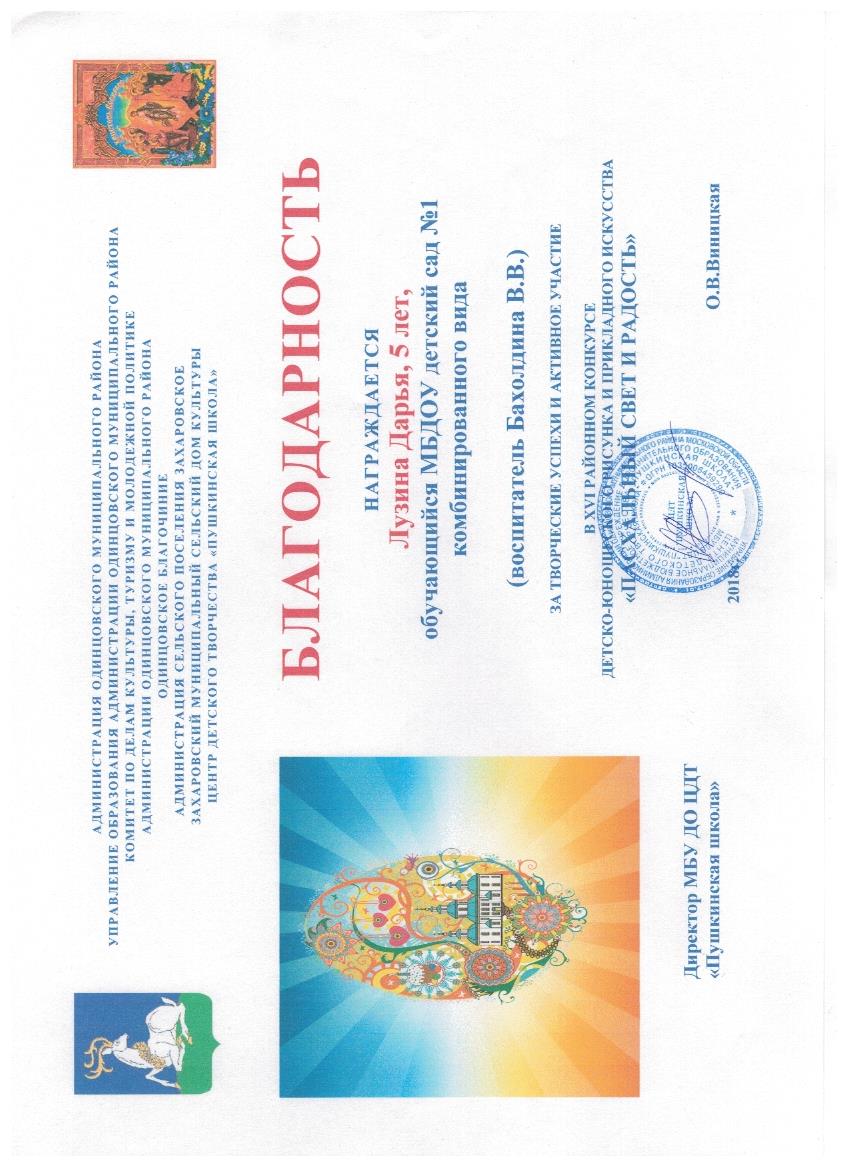 АДМИНИСТРАЦИЯ ОДИНЦОВСКОГО МУНИЦИПАЛЬНОГО РАЙОНА
УПРАВЛЕНИЕ ОБРАЗОВАНИЯ АДМИНИСТРАЦИИ ОДИНЦОВСКОГО МУНИЦИПАЛЬНОГО РАЙОНА
КОМИТЕТ ПО ДЕЛАМ КУЛЬТУРЫ, ТУРИЗМУ И МОЛОДЕЖНОЙ ПОЛИТИКЕ
АДМИНИСТРАЦИИ ОДИНЦОВСКОГО МУНИЦИПАЛЬНОГО РАЙОНА
ОДИНЦОВСКОЕ БЛАГОЧИНИЕ
АДМИНИСТРАЦИЯ СЕЛЬСКОГО ПОСЕЛЕНИЯ ЗАХАРОВСКОЕ
ЗАХАРОВСКИЙ МУНИЦИПАЛЬНЫЙ СЕЛЬСКИЙ ДОМ КУЛЬТУРЫ
ЦЕНТР ДЕТСКОГО ТВОРЧЕСТВА «ПУШКИНСКАЯ ШКОЛА»
БЛАГОДАРНОСТЬ
НАГРАЖДАЕТСЯ
Лузина Дарья, 5 лет,
обучающийся МБДОУ детский сад №1
комбинированного вида
(воспитатель Бахолдина В.В.)
ЗА ТВОРЧЕСКИЕ УСПЕХИ И АКТИВНОЕ УЧАСТИЕ
В XVI РАЙОННОМ КОНКУРСЕ
ДЕТСКО-ЮНОШЕСКОГО РИСУНКА И ПРИКЛАДНОГО ИСКУССТВА
«ПАСХАЛЬНЫЙ СВЕТ И РАДОСТЬ»
ЦДТ
ПУШКИНСКАЯ
ШКОЛА
Директор МБУ ДО ЦДТ
«Пушкинская школа»
О.В.Виницкая
2018г.